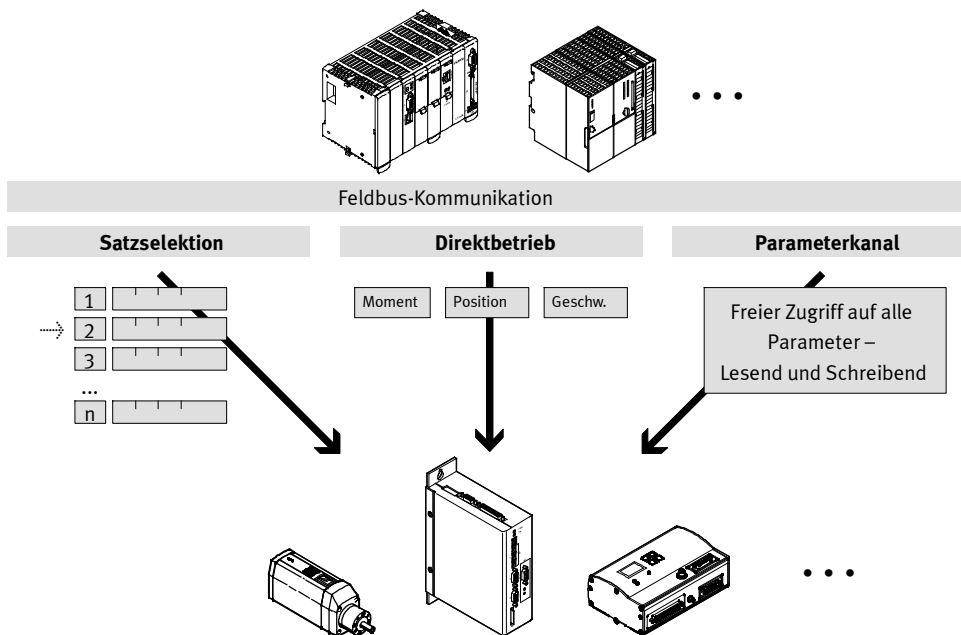 Feldbus-Kommunikation
Satzselektion
Direktbetrieb
Parameterkanal
1
2
3
...
n
Moment
Position
Geschw.
Freier Zugriff auf alle
Parameter –
Lesend und Schreibend